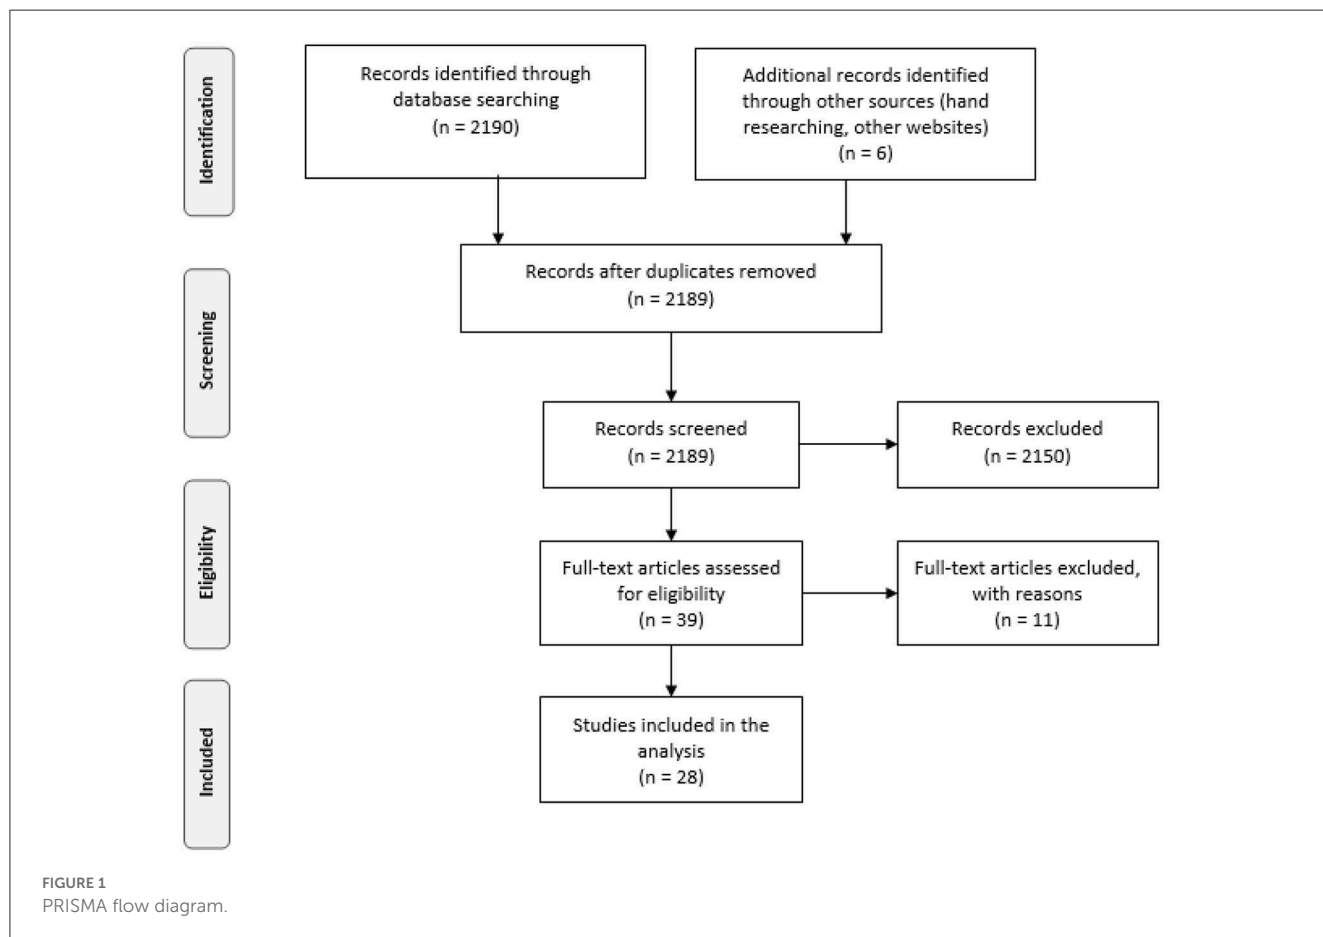 Identification
Records identified through
database searching
(n = 2190)
Additional records identified
through other sources (hand
researching, other websites)
(n = 6)
Screening
Records after duplicates removed
(n = 2189)
Records screened
(n = 2189)
Records excluded
(n = 2150)
Eligibility
Full-text articles assessed
for eligibility
(n = 39)
Full-text articles excluded,
with reasons
(n = 11)
Included
Studies included in the
analysis
(n = 28)
FIGURE 1
PRISMA flow diagram.